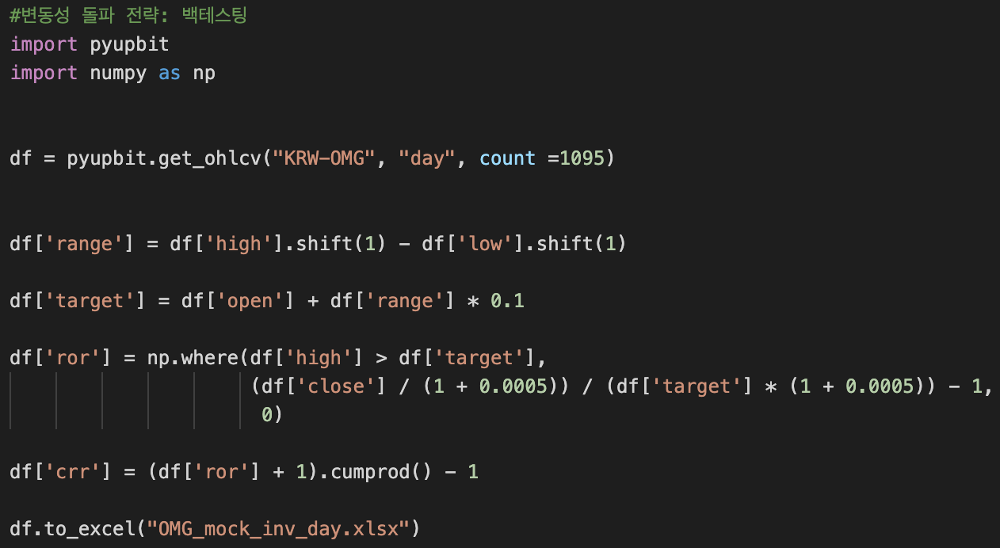 #변동성 돌파 전략: 백테스팅
import pyupbit
import numpy as np
df = pyupbit.get_ohlcv("KRW-OMG", "day", count =1095)
df['range'] = df['high'].shift(1) - df['low'].shift(1)
df['target'] = df['open'] + df['range'] * 0.1
df['ror'] = np.where(df['high'] > df['target'],
(df['close'] / (1 + 0.0005)) / (df['target'] * (1 + 0.0005)) - 1,
0)
df['crr'] = (df['ror'] + 1).cumprod() - 1
df.to_excel("OMG_mock_inv_day.xlsx")